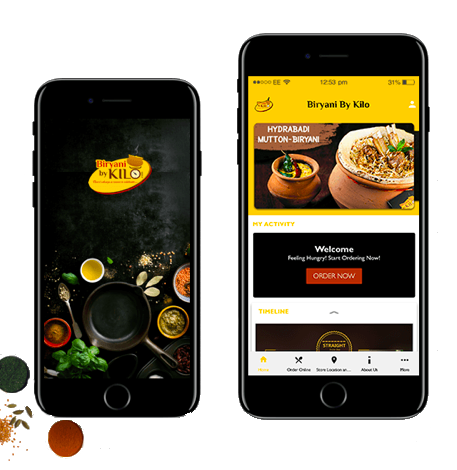 Biryani
by KILO
EE 12:53 pm 31%
Biryani By Kilo
HYDRABADI
MUTTON-BIRYANI
MY ACTIVITY
Welcome
Feeling Hungry! Start Ordering Now!
ORDER NOW
TIMELINE
STRAIGHT
Home Order Online Store Location an... About Us More